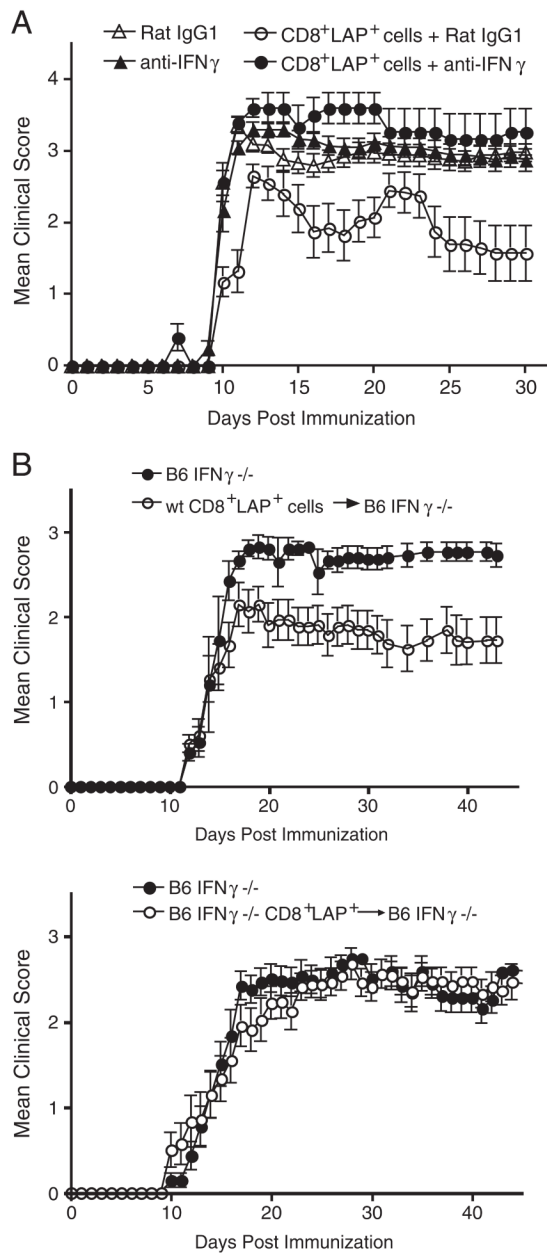 A
Rat IgG1
CD8+LAP+ cells + Rat IgG1
anti-IFNγ
CD8+LAP+ cells + anti-IFN γ
4
3
2
1
0
Mean Clinical Score
0 5 10 15 20 25 30
Days Post Immunization
B
B6 IFNγ -/-
wt CD8+LAP+ cells → B6 IFN γ -/-
3
2
1
0
Mean Clinical Score
0 10 20 30 40
Days Post Immunization
B6 IFNγ -/-
B6 IFNγ -/- CD8+LAP+ → B6 IFNγ -/-
3
2
1
0
Mean Clinical Score
0 10 20 30 40
Days Post Immunization